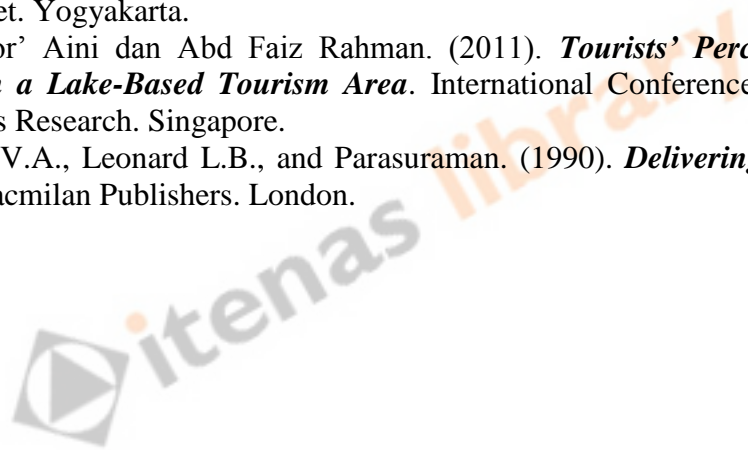 et. Yogyakarta.
or’ Aini dan Abd Faiz Rahman. (2011). Tourists’ Perc
a Lake-Based Tourism Area. International Conference
s Research. Singapore.
V.A., Leonard L.B., and Parasuraman. (1990). Delivering
acmilan Publishers. London.
itenas library